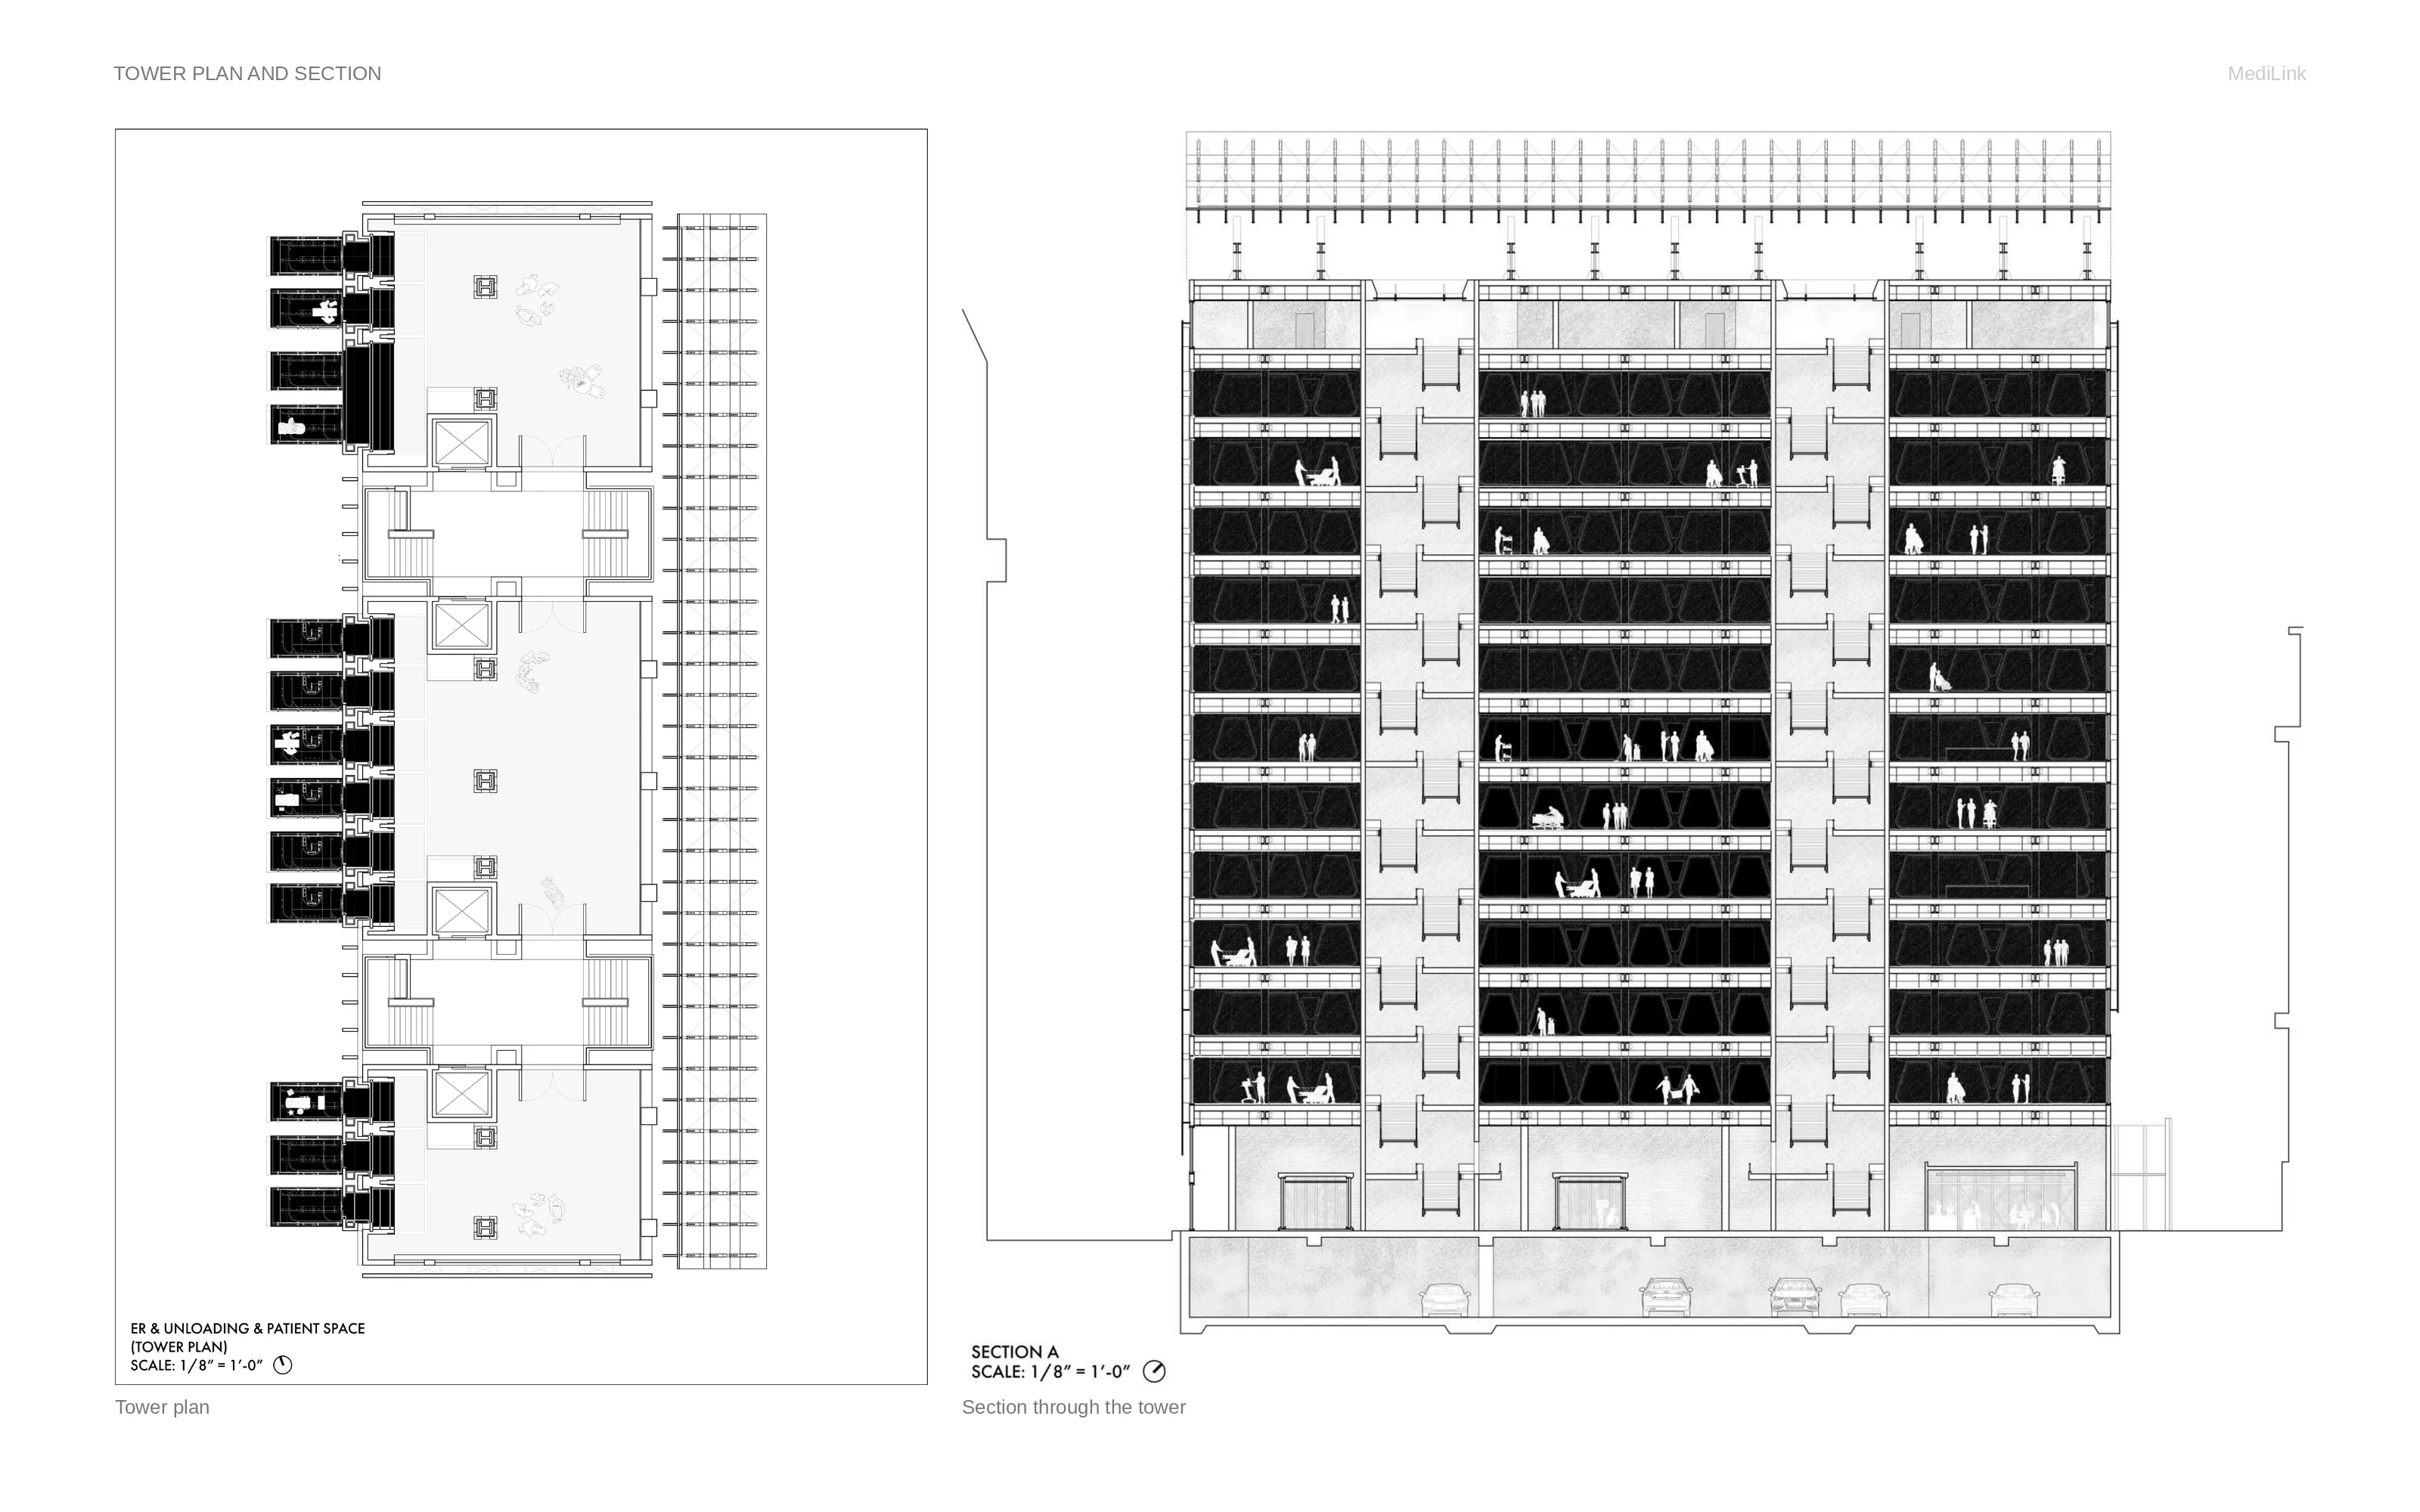 TOWER PLAN AND SECTION
MediLink
ER & UNLOADING & PATIENT SPACE
(TOWER PLAN)
SCALE: 1/8” = 1’-0”
Tower plan
SECTION A
SCALE: 1/8” = 1’-0”
Section through the tower